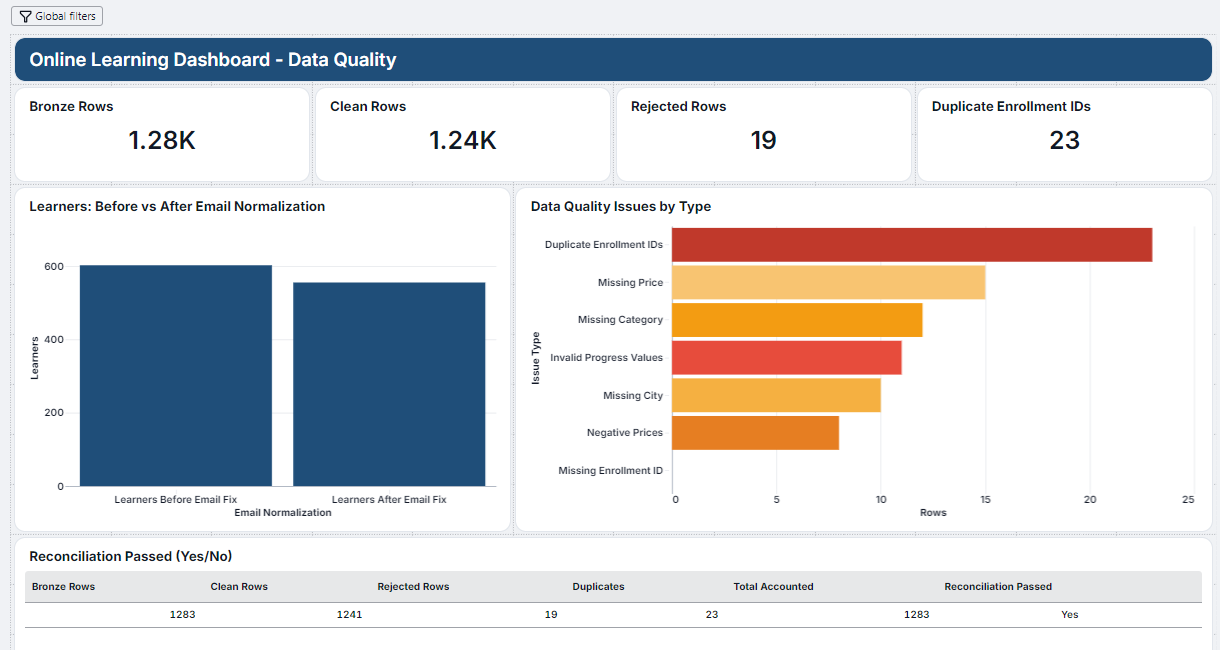 Global filters
Online Learning Dashboard - Data Quality
Bronze Rows
1.28K
Clean Rows
1.24K
Rejected Rows
19
Duplicate Enrollment IDs
23
Learners: Before vs After Email Normalization
600
400
200
0
Learners
Learners Before Email Fix
Learners After Email Fix
Email Normalization
Data Quality Issues by Type
Issue Type
Duplicate Enrollment IDs
Missing Price
Missing Category
Invalid Progress Values
Missing City
Negative Prices
Missing Enrollment ID
0 5 10 15 20 25
Rows
Reconciliation Passed (Yes/No)
Bronze Rows Clean Rows Rejected Rows Duplicates Total Accounted Reconciliation Passed
1283 1241 19 23 1283 Yes